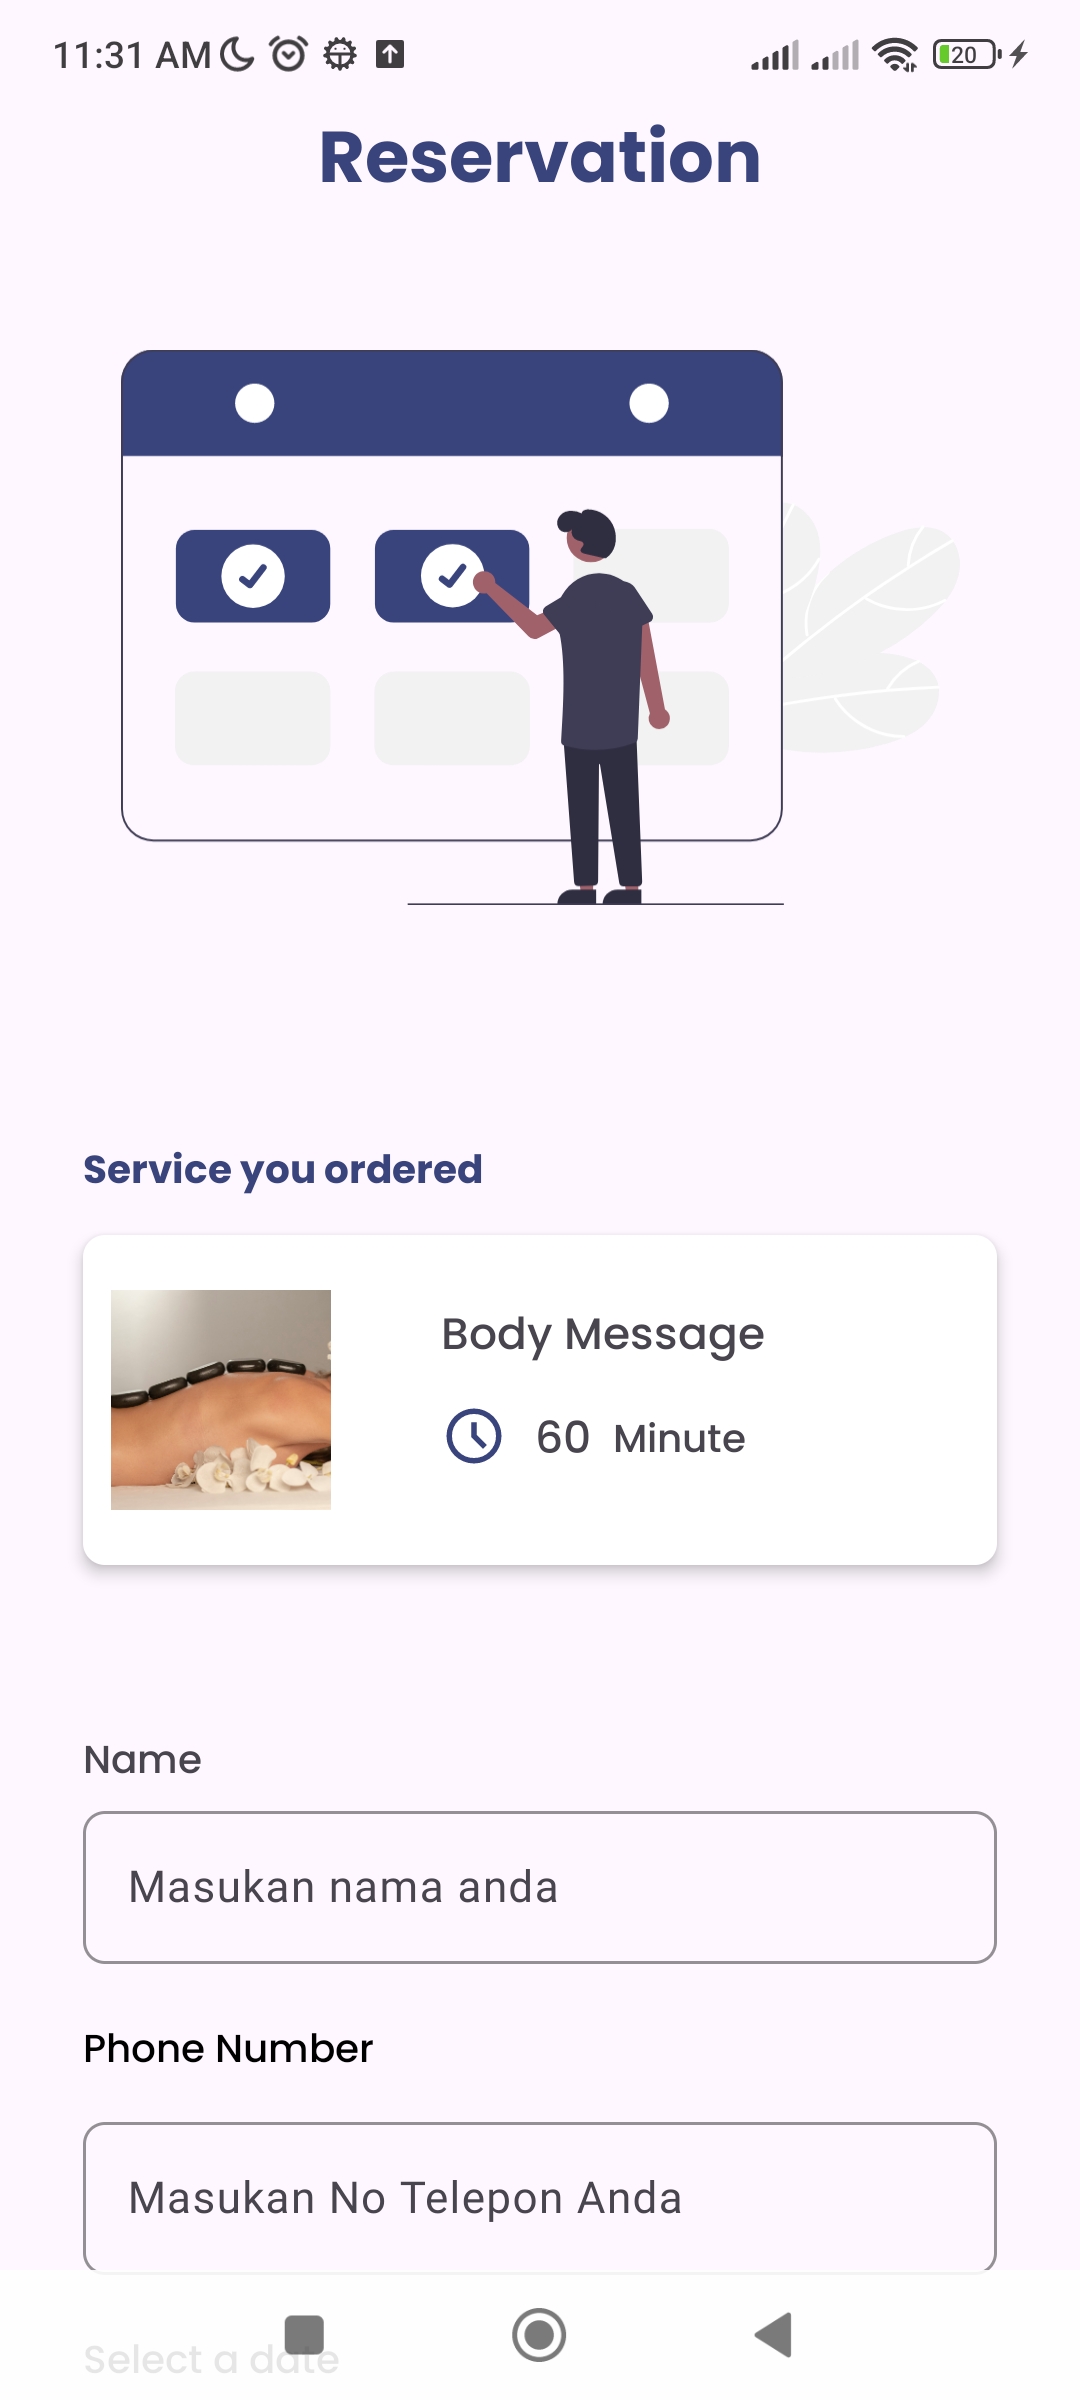 11:31 AM
20
Reservation
Service you ordered
Body Message
60 Minute
Name
Masukan nama anda
Phone Number
Masukan No Telepon Anda
Select a date